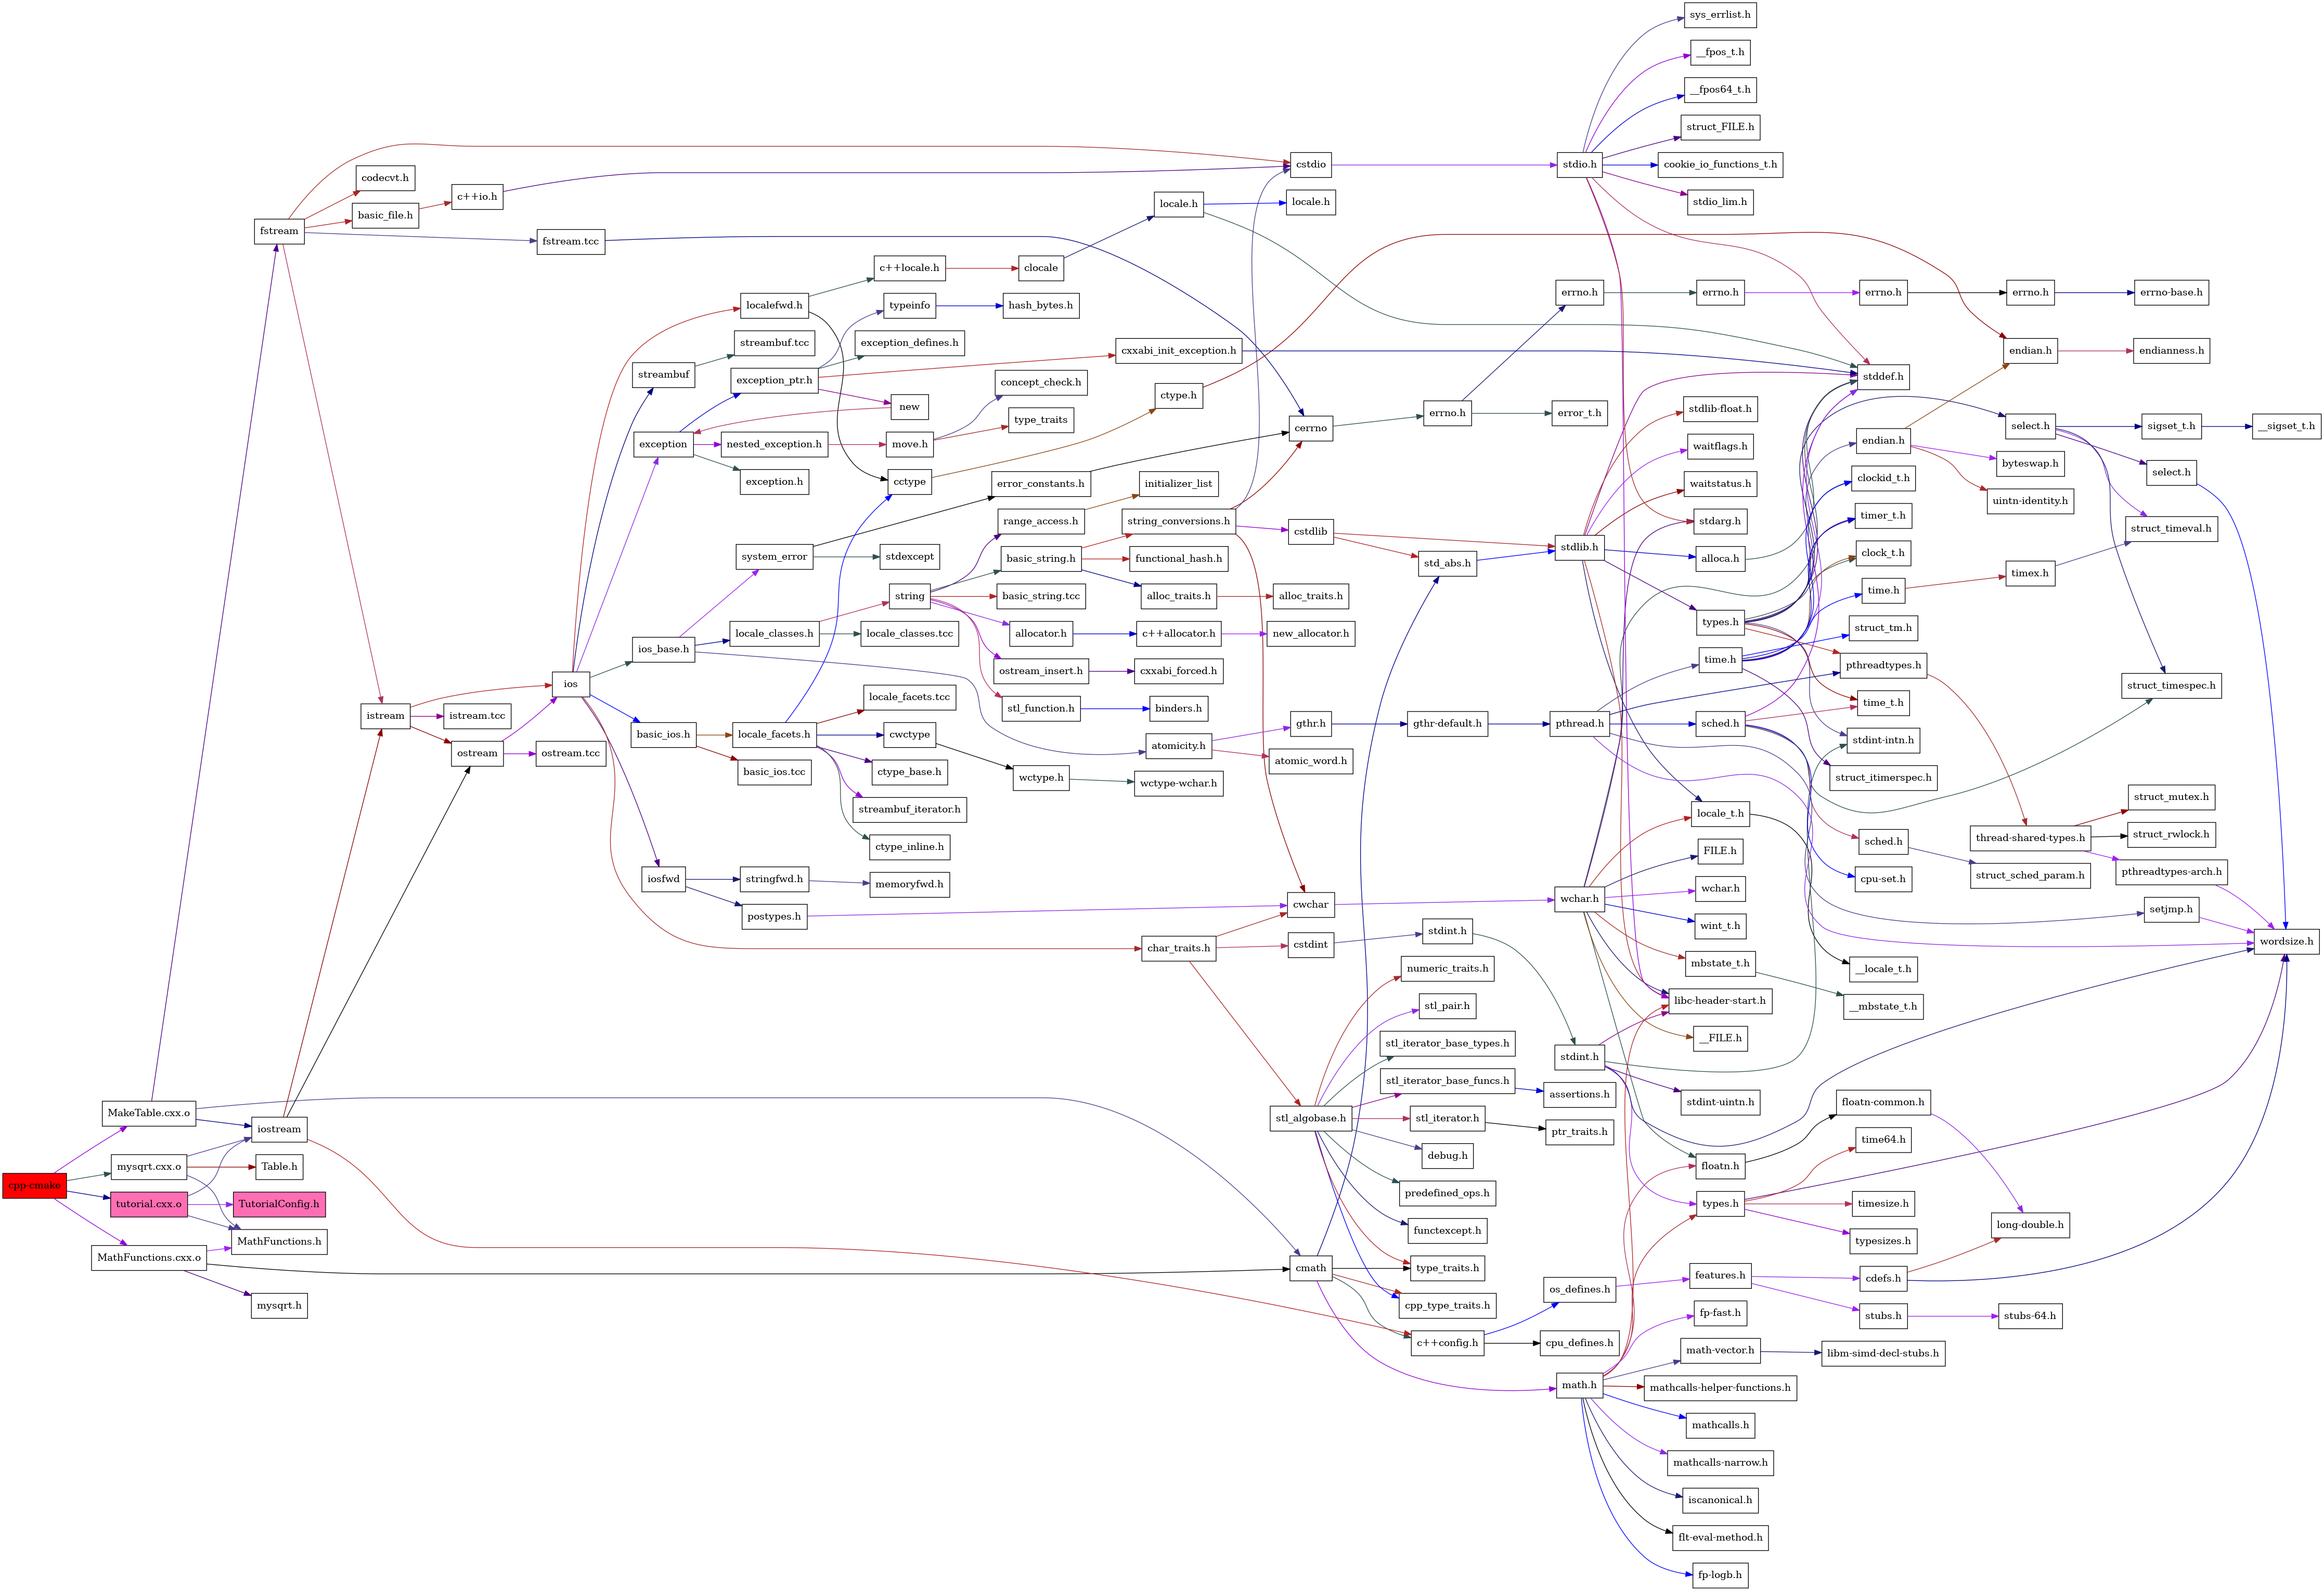 cpp-cmake
MakeTable.cxx.o
mysqrt.cxx.o
tutorial.cxx.o
MathFunctions.cxx.o
fstream
iostream
Table.h
TutorialConfig.h
MathFunctions.h
mysqrt.h
codecvt.h
basic_file.h
istream
c++io.h
istream.tcc
ostream
fstream.tcc
ios
ostream.tcc
streambuf
exception
ios_base.h
basic_ios.h
iosfwd
localefwd.h
streambuf.tcc
exception_ptr.h
nested_exception.h
exception.h
system_error
locale_classes.h
locale_facets.h
basic_ios.tcc
stringfwd.h
postypes.h
c++locale.h
typeinfo
exception_defines.h
new
move.h
cctype
stdexcept
string
locale_classes.tcc
locale_facets.tcc
cwctype
ctype_base.h
streambuf_iterator.h
ctype_inline.h
memoryfwd.h
clocale
hash_bytes.h
concept_check.h
type_traits
error_constants.h
range_access.h
basic_string.h
basic_string.tcc
allocator.h
ostream_insert.h
stl_function.h
wctype.h
locale.h
cxxabi_init_exception.h
ctype.h
initializer_list
string_conversions.h
functional_hash.h
alloc_traits.h
c++allocator.h
cxxabi_forced.h
binders.h
atomicity.h
wctype-wchar.h
char_traits.h
cstdio
locale.h
cerrno
cstdlib
alloc_traits.h
new_allocator.h
gthr.h
atomic_word.h
cwchar
cstdint
stl_algobase.h
cmath
errno.h
std_abs.h
gthr-default.h
stdint.h
numeric_traits.h
stl_pair.h
stl_iterator_base_types.h
stl_iterator_base_funcs.h
stl_iterator.h
debug.h
predefined_ops.h
functexcept.h
type_traits.h
cpp_type_traits.h
c++config.h
stdio.h
errno.h
error_t.h
stdlib.h
pthread.h
wchar.h
stdint.h
assertions.h
ptr_traits.h
os_defines.h
cpu_defines.h
math.h
sys_errlist.h
__fpos_t.h
__fpos64_t.h
struct_FILE.h
cookie_io_functions_t.h
stdio_lim.h
errno.h
stdlib-float.h
waitflags.h
waitstatus.h
stdarg.h
alloca.h
types.h
time.h
sched.h
locale_t.h
FILE.h
wchar.h
wint_t.h
mbstate_t.h
libc-header-start.h
__FILE.h
stdint-uintn.h
floatn.h
types.h
features.h
fp-fast.h
math-vector.h
mathcalls-helper-functions.h
mathcalls.h
mathcalls-narrow.h
iscanonical.h
flt-eval-method.h
fp-logb.h
errno.h
stddef.h
endian.h
clockid_t.h
timer_t.h
clock_t.h
time.h
struct_tm.h
pthreadtypes.h
time_t.h
stdint-intn.h
struct_itimerspec.h
sched.h
cpu-set.h
__locale_t.h
__mbstate_t.h
floatn-common.h
time64.h
timesize.h
typesizes.h
cdefs.h
stubs.h
libm-simd-decl-stubs.h
errno.h
endian.h
select.h
byteswap.h
uintn-identity.h
timex.h
thread-shared-types.h
struct_sched_param.h
long-double.h
stubs-64.h
errno-base.h
endianness.h
sigset_t.h
select.h
struct_timeval.h
struct_timespec.h
struct_mutex.h
struct_rwlock.h
pthreadtypes-arch.h
setjmp.h
__sigset_t.h
wordsize.h